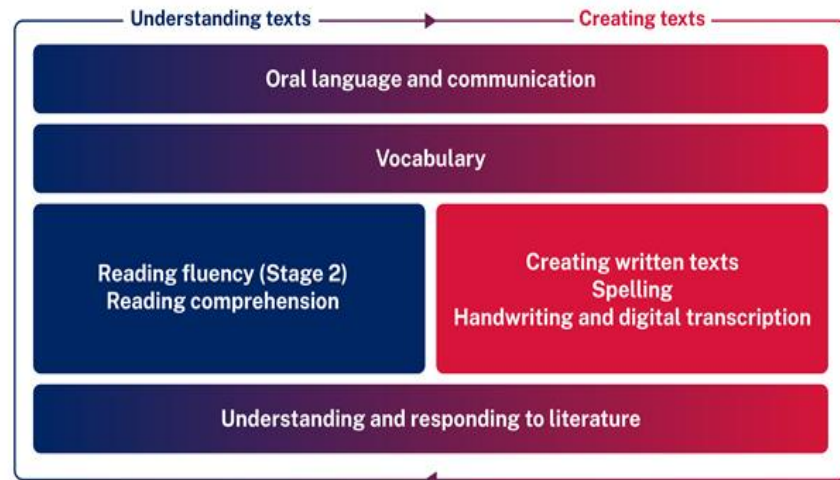 Understanding texts
Creating texts
Oral language and communication
Vocabulary
Reading fluency (Stage 2)
Reading comprehension
Creating written texts
Spelling
Handwriting and digital transcription
Understanding and responding to literature